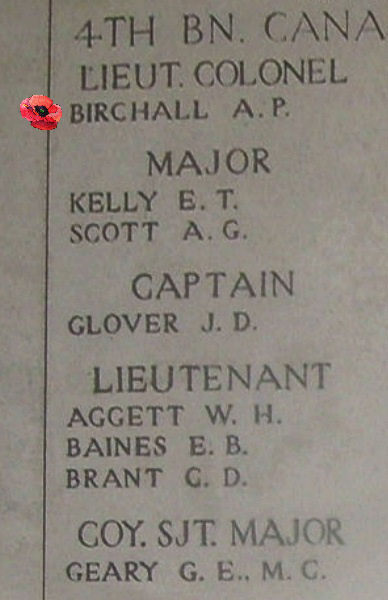 4TH BN. CANA
LIEUT. COLONEL
BIRCHALL A.P.
MAJOR
KELLY E. T.
SCOTT A. G.
CAPTAIN
GLOVER J. D.
LIEUTENANT
AGGETT W. H.
BAINES E. B.
BRANT C. D.
COY. SJT. MAJOR
GEARY G. E., M. C.